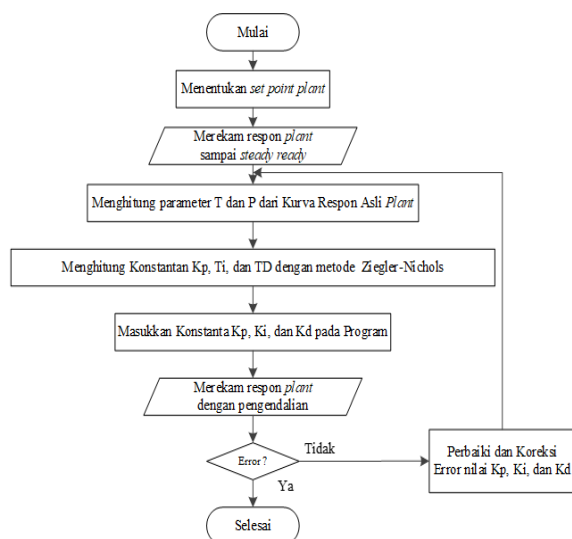 Mulai
Menentukan set point plant
Merekam respon plant
sampai steady ready
Menghitung parameter T dan P dari Kurva Respon Asli Plant
Menghitung Konstantan Kp, Ti, dan TD dengan metode Ziegler-Nichols
Masukkan Konstanta Kp, Ki, dan Kd pada Program
Merekam respon plant
dengan pengendalian
Error ?
Tidak
Perbaiki dan Koreksi
Error nilai Kp, Ki, dan Kd
Ya
Selesai